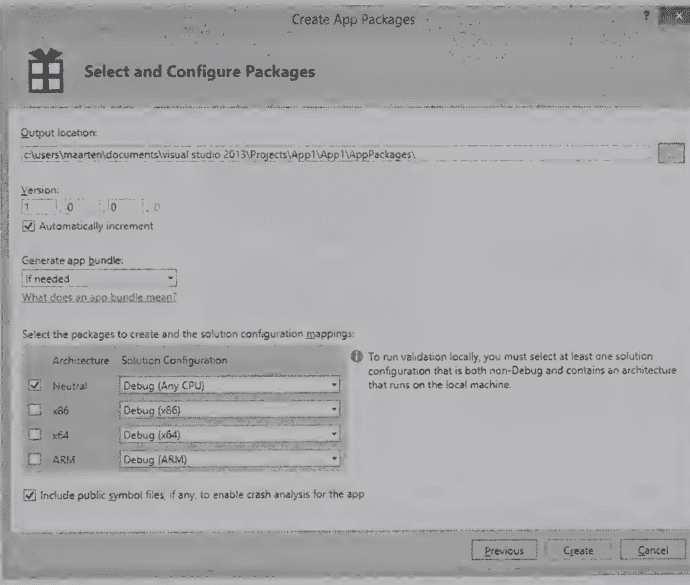 Create App Packages
? ×
Select and Configure Packages
Output location:
c:\users\maarten\documents\visual studio 2013\Projects\App1\App1\AppPackages\
...
Version:
1 . 0 . 0 . 0
Automatically increment
Generate app bundle:
If needed
What does an app bundle mean?
Select the packages to create and the solution configuration mappings:
Architecture Solution Configuration
Neutral Debug (Any CPU)
x86 Debug (x86)
x64 Debug (x64)
ARM Debug (ARM)
To run validation locally, you must select at least one solution
configuration that is both non-Debug and contains an architecture
that runs on the local machine.
Include public symbol files, if any, to enable crash analysis for the app
Previous Create Cancel